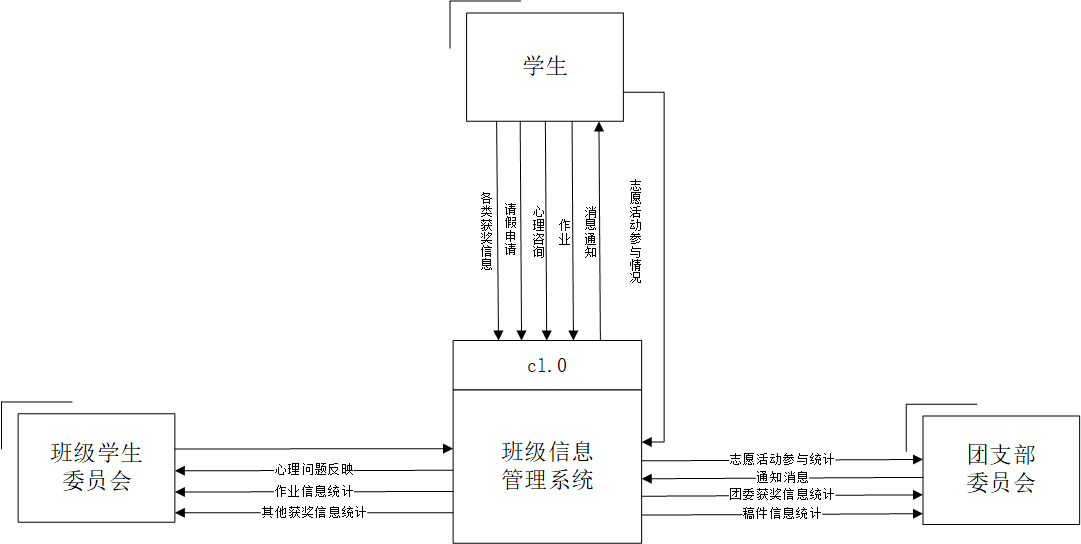 学生
各类获奖信息
请假申请
心理咨询
作业
消息通知
志愿活动参与情况
c1.0
班级信息
管理系统
班级学生
委员会
心理问题反映
作业信息统计
其他获奖信息统计
志愿活动参与统计
通知消息
团委获奖信息统计
稿件信息统计
团支部
委员会